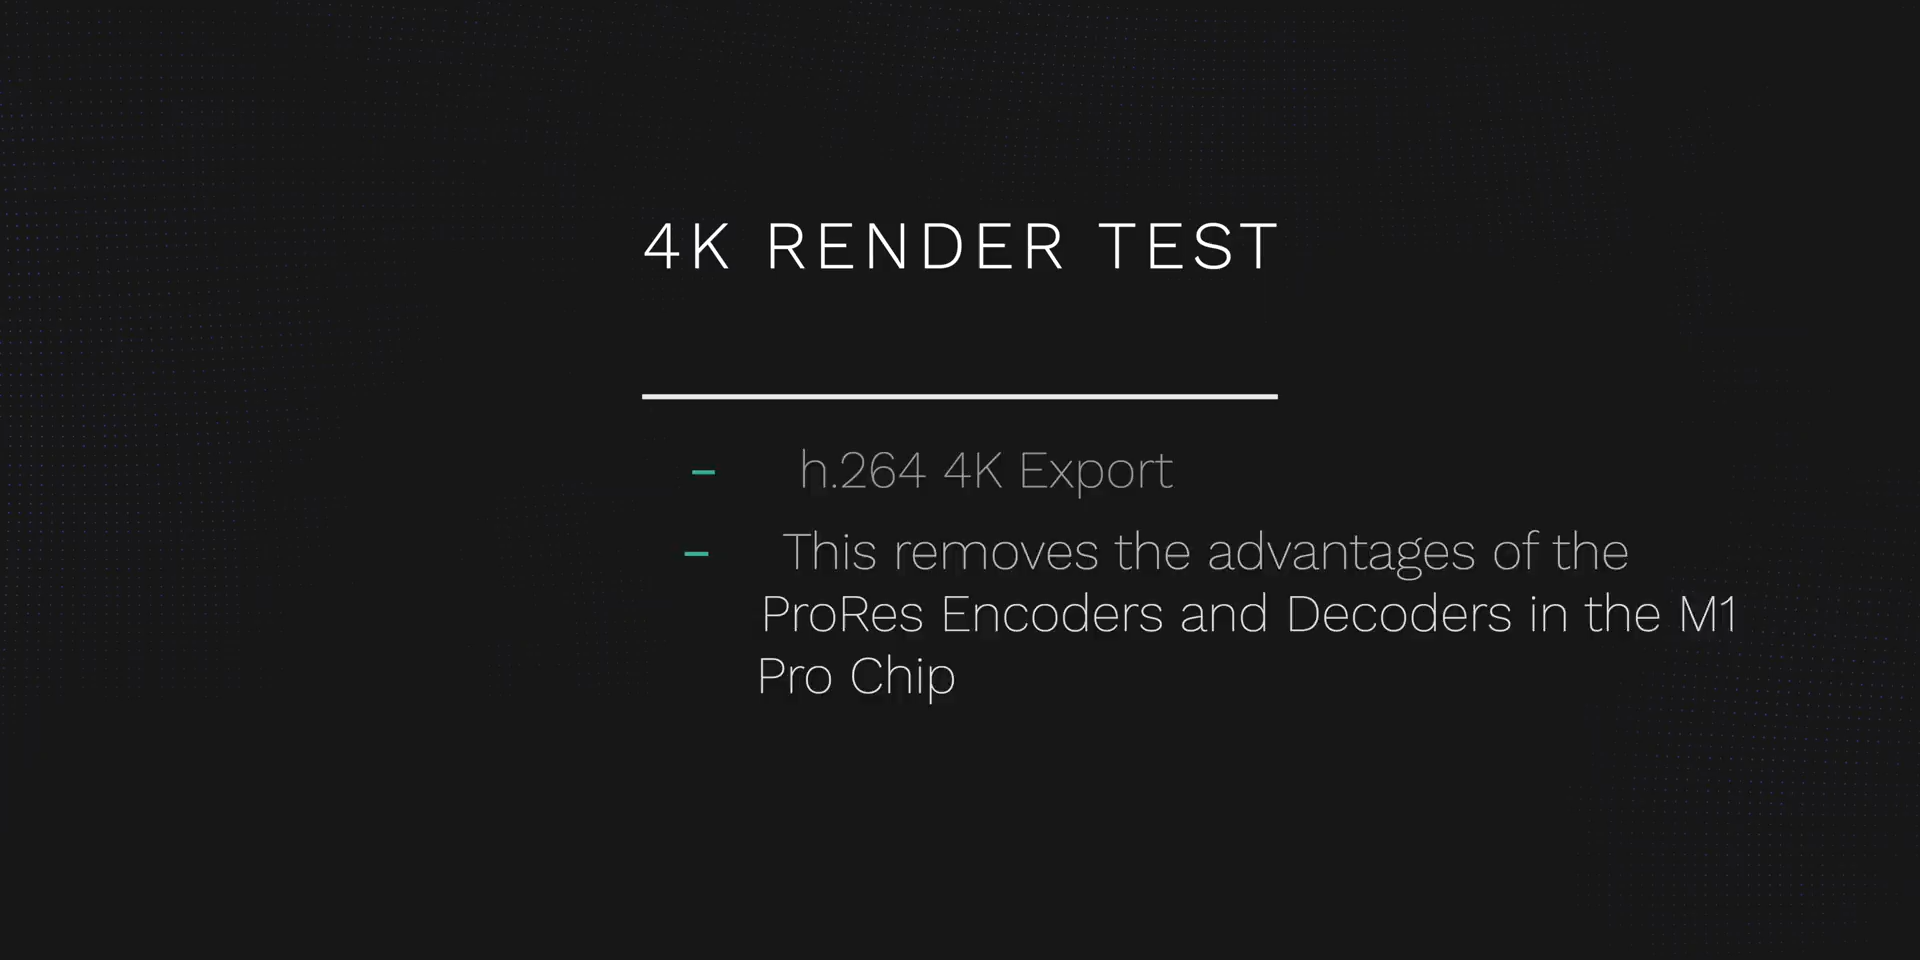 4K RENDER TEST
– h.264 4K Export
– This removes the advantages of the
ProRes Encoders and Decoders in the M1
Pro Chip